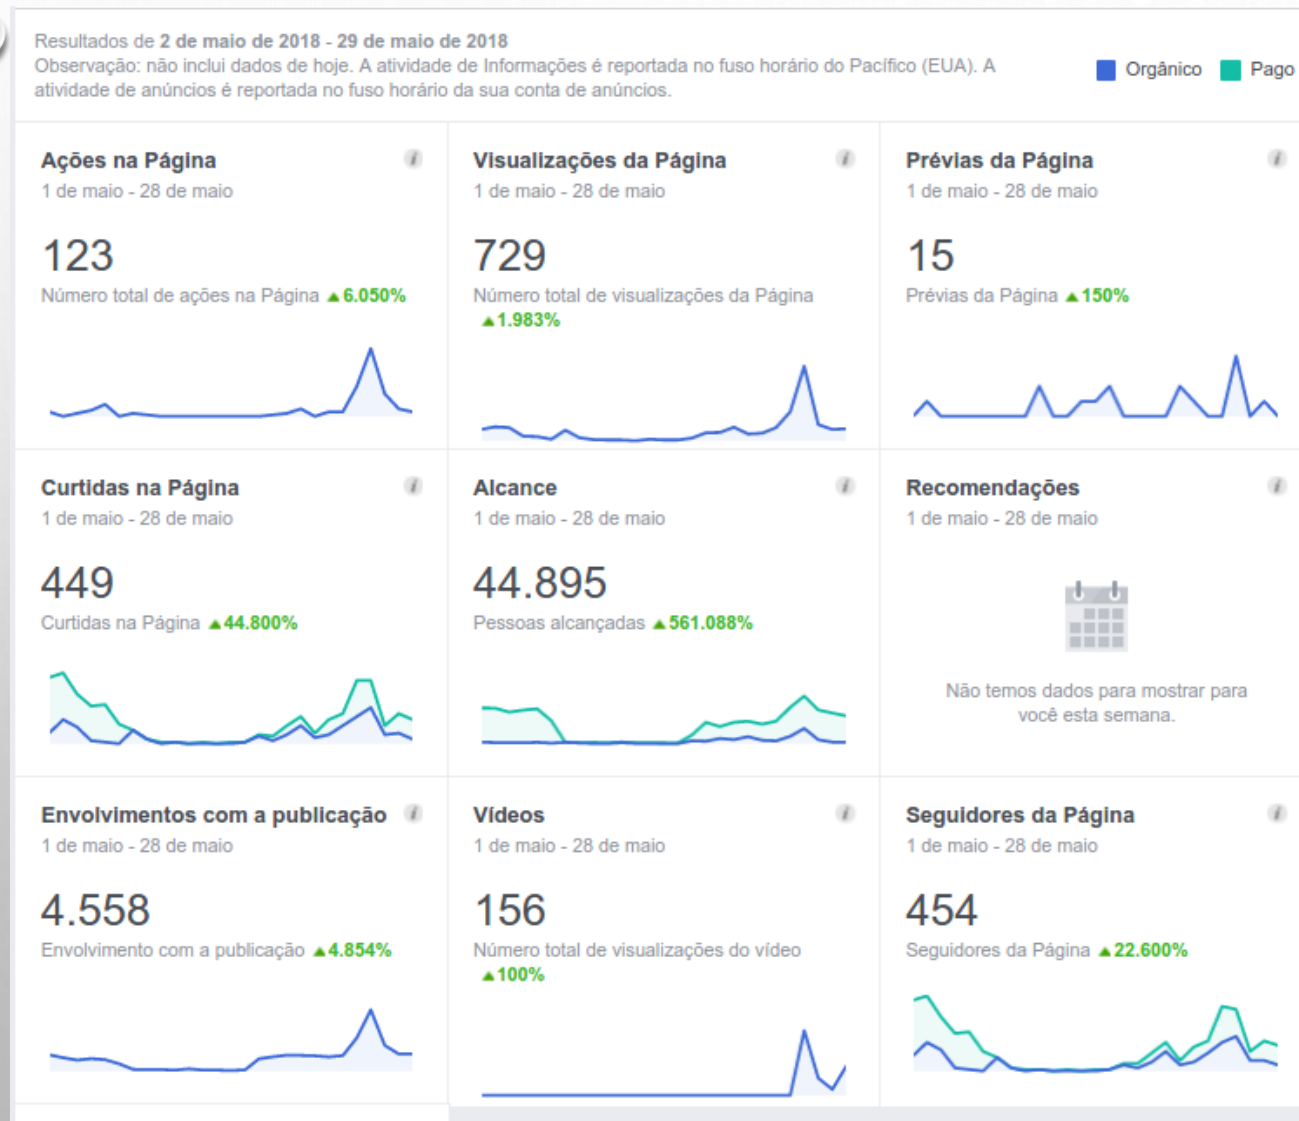 Resultados de 2 de maio de 2018 - 29 de maio de 2018
Observação: não inclui dados de hoje. A atividade de Informações é reportada no fuso horário do Pacífico (EUA). A
atividade de anúncios é reportada no fuso horário da sua conta de anúncios.
Orgânico
Pago
Ações na Página
1 de maio - 28 de maio
123
Número total de ações na Página ▲6.050%
Visualizações da Página
1 de maio - 28 de maio
729
Número total de visualizações da Página
▲1.983%
Prévias da Página
1 de maio - 28 de maio
15
Prévias da Página ▲150%
Curtidas na Página
1 de maio - 28 de maio
449
Curtidas na Página ▲44.800%
Alcance
1 de maio - 28 de maio
44.895
Pessoas alcançadas ▲561.088%
Recomendações
1 de maio - 28 de maio
Não temos dados para mostrar para
você esta semana.
Envolvimentos com a publicação
1 de maio - 28 de maio
4.558
Envolvimento com a publicação ▲4.854%
Vídeos
1 de maio - 28 de maio
156
Número total de visualizações do vídeo
▲100%
Seguidores da Página
1 de maio - 28 de maio
454
Seguidores da Página ▲22.600%